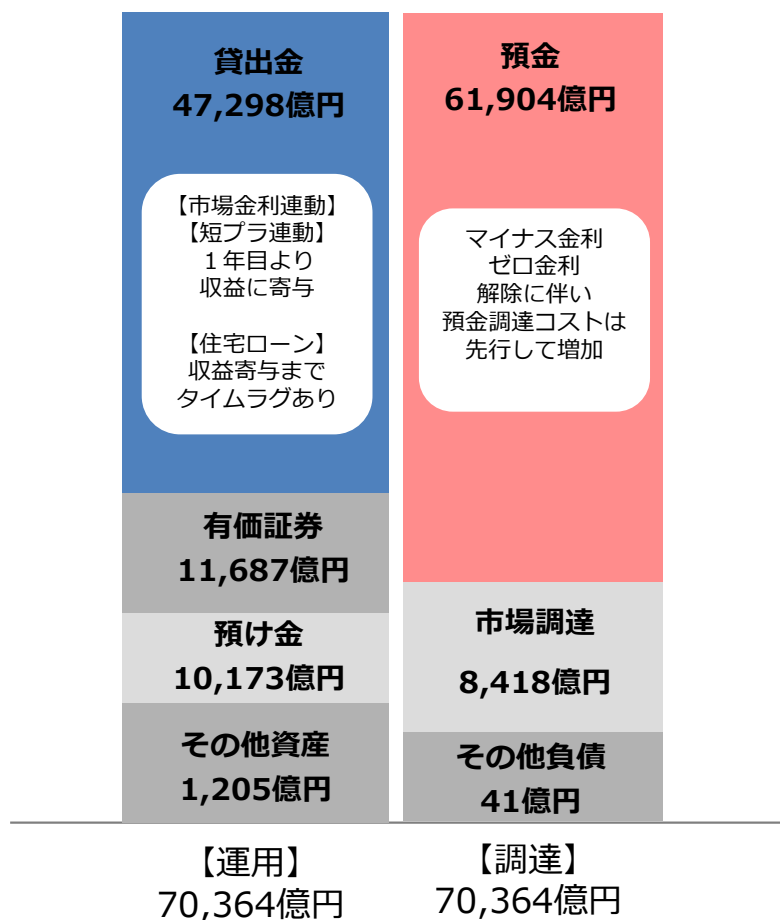 貸出金
47,298億円
【市場金利連動】
【短プラ連動】
１年目より
収益に寄与
【住宅ローン】
収益寄与まで
タイムラグあり
有価証券
11,687億円
預け金
10,173億円
その他資産
1,205億円
【運用】
70,364億円
預金
61,904億円
マイナス金利
ゼロ金利
解除に伴い
預金調達コストは
先行して増加
市場調達
8,418億円
その他負債
41億円
【調達】
70,364億円